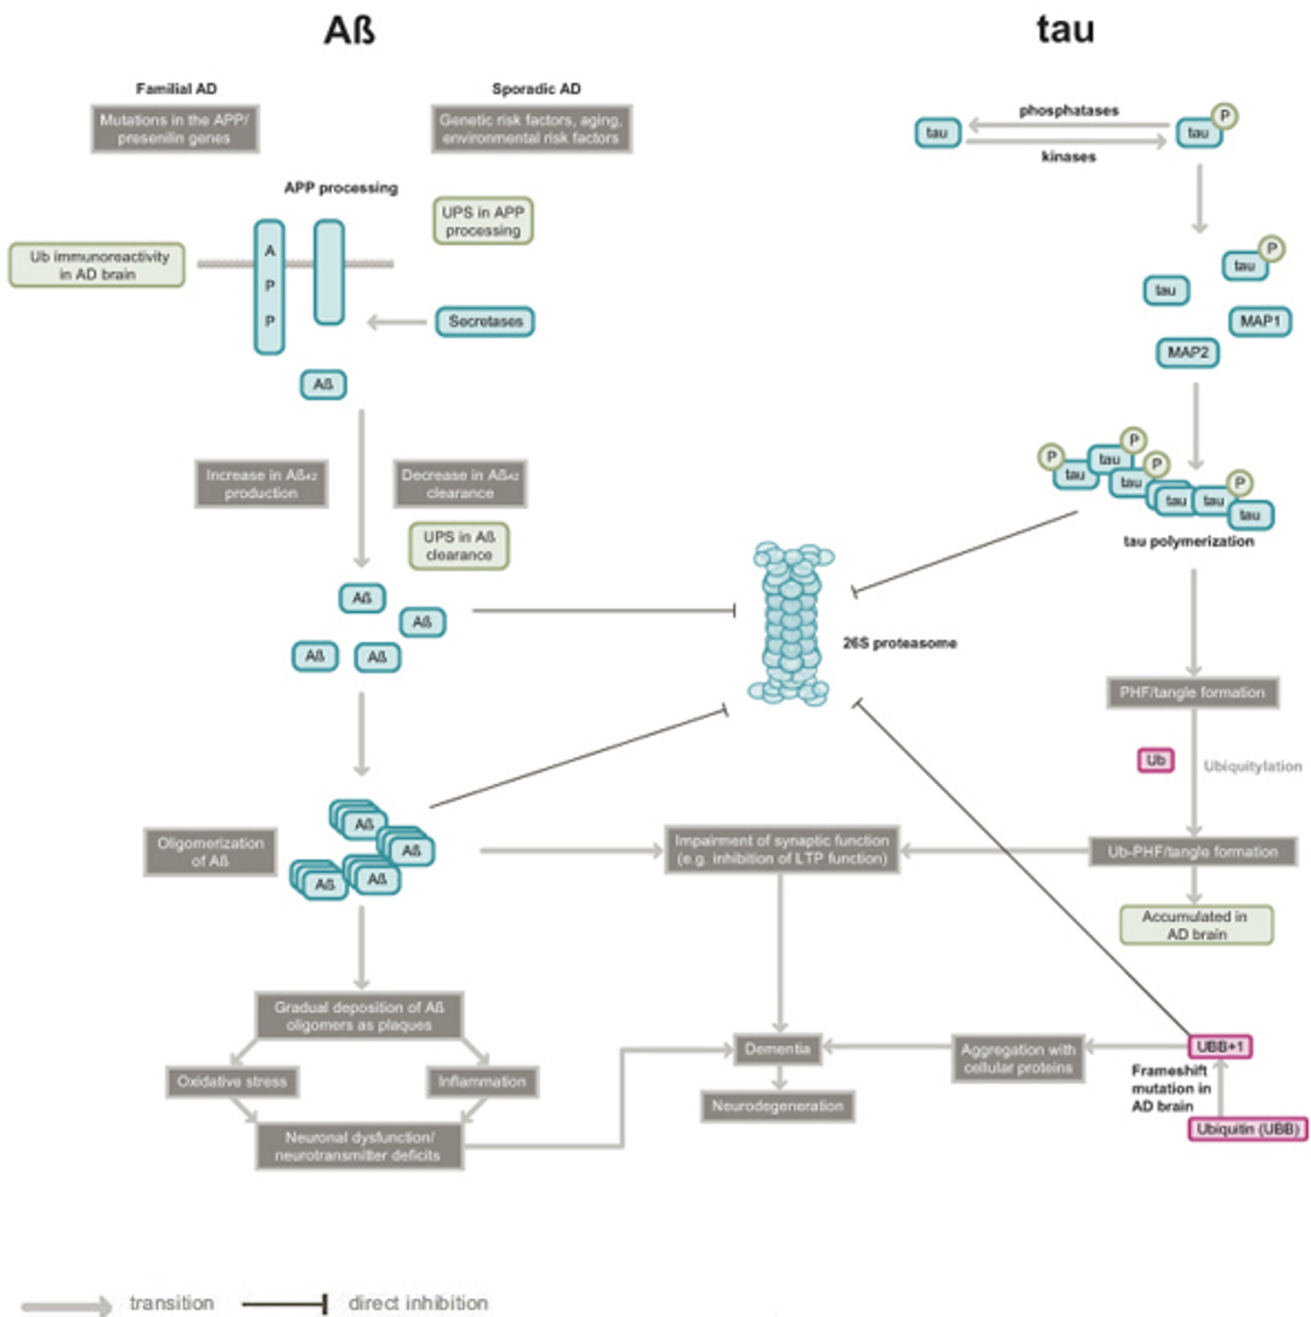 Aß
tau
Familial AD
Mutations in the APP/
presenilin genes
Sporadic AD
Genetic risk factors, aging,
environmental risk factors
APP processing
UPS in APP
processing
Ub immunoreactivity
in AD brain
A
P
P
Secretases
Aß
Increase in Aß42
production
Decrease in Aß42
clearance
UPS in Aß
clearance
Aß
Aß
Aß
Aß
Oligomerization
of Aß
Aß
Aß
Aß
Aß
Gradual deposition of Aß
oligomers as plaques
Oxidative stress
Inflammation
Neuronal dysfunction/
neurotransmitter deficits
26S proteasome
Impairment of synaptic function
(e.g. inhibition of LTP function)
Dementia
Neurodegeneration
Aggregation with
cellular proteins
tau
phosphatases
kinases
tau
P
tau
P
tau
MAP1
MAP2
P
tau
P
tau
P
tau
tau
P
tau
tau
tau polymerization
PHF/tangle formation
Ub
Ubiquitylation
Ub-PHF/tangle formation
Accumulated in
AD brain
UBB+1
Frameshift
mutation in
AD brain
Ubiquitin (UBB)
transition
direct inhibition